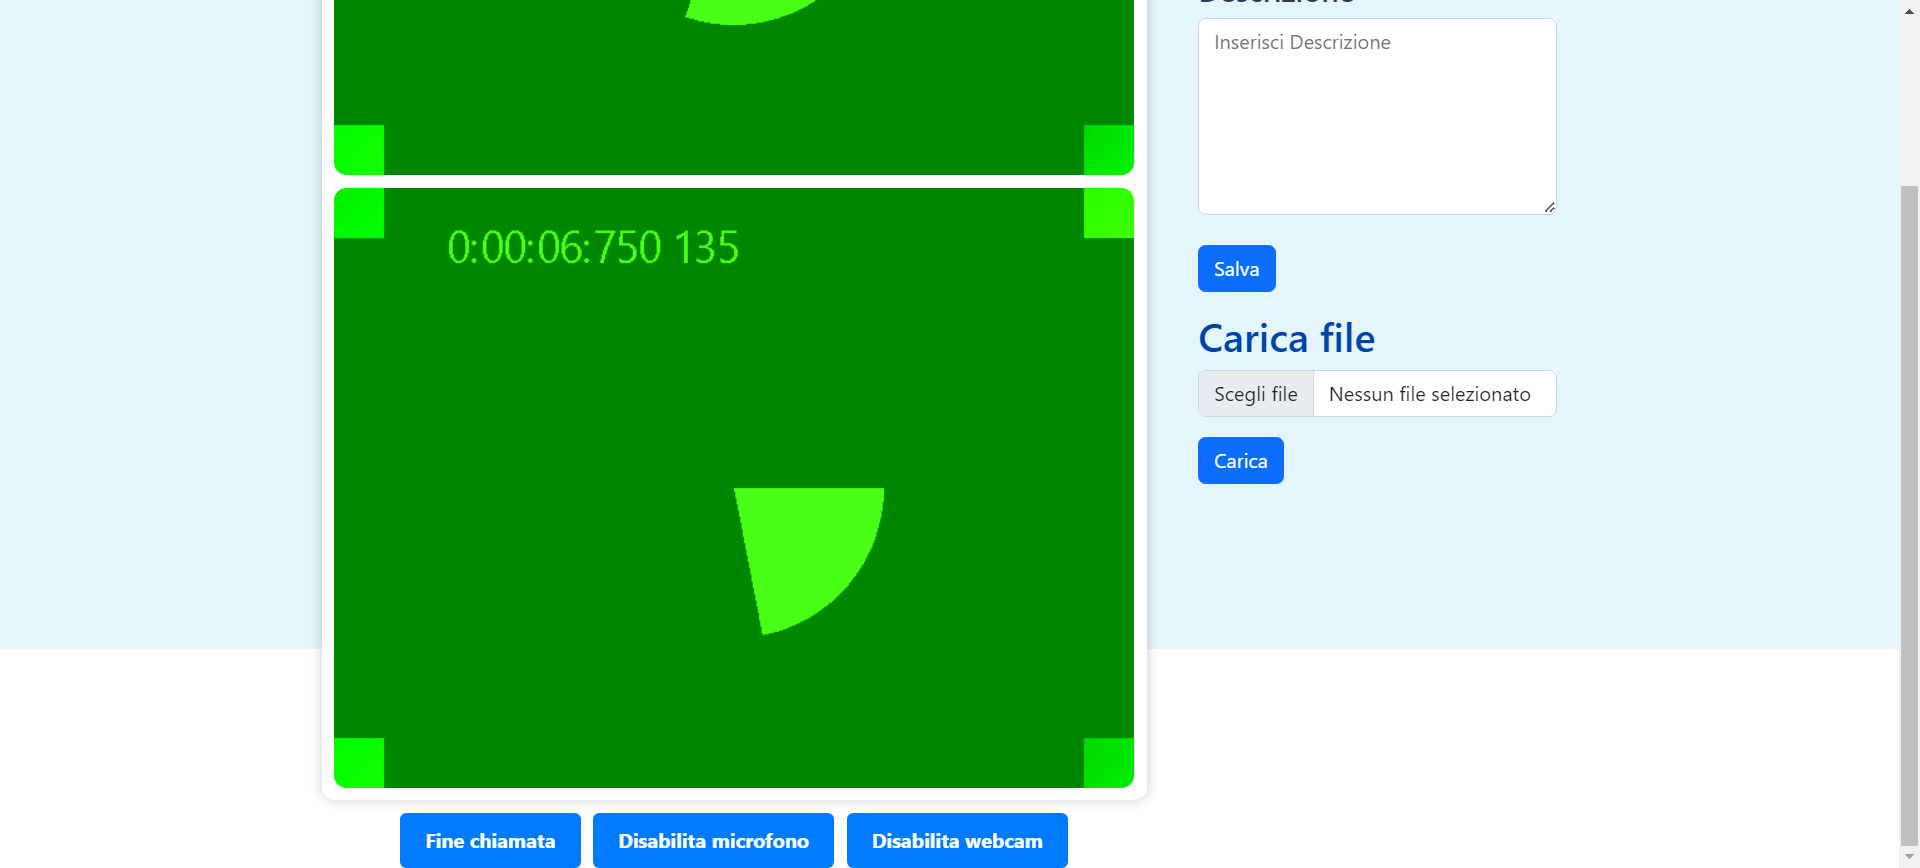 Descrizione
Inserisci Descrizione
0:00:06:750 135
Salva
Carica file
Scegli file Nessun file selezionato
Carica
Fine chiamata Disabilita microfono Disabilita webcam